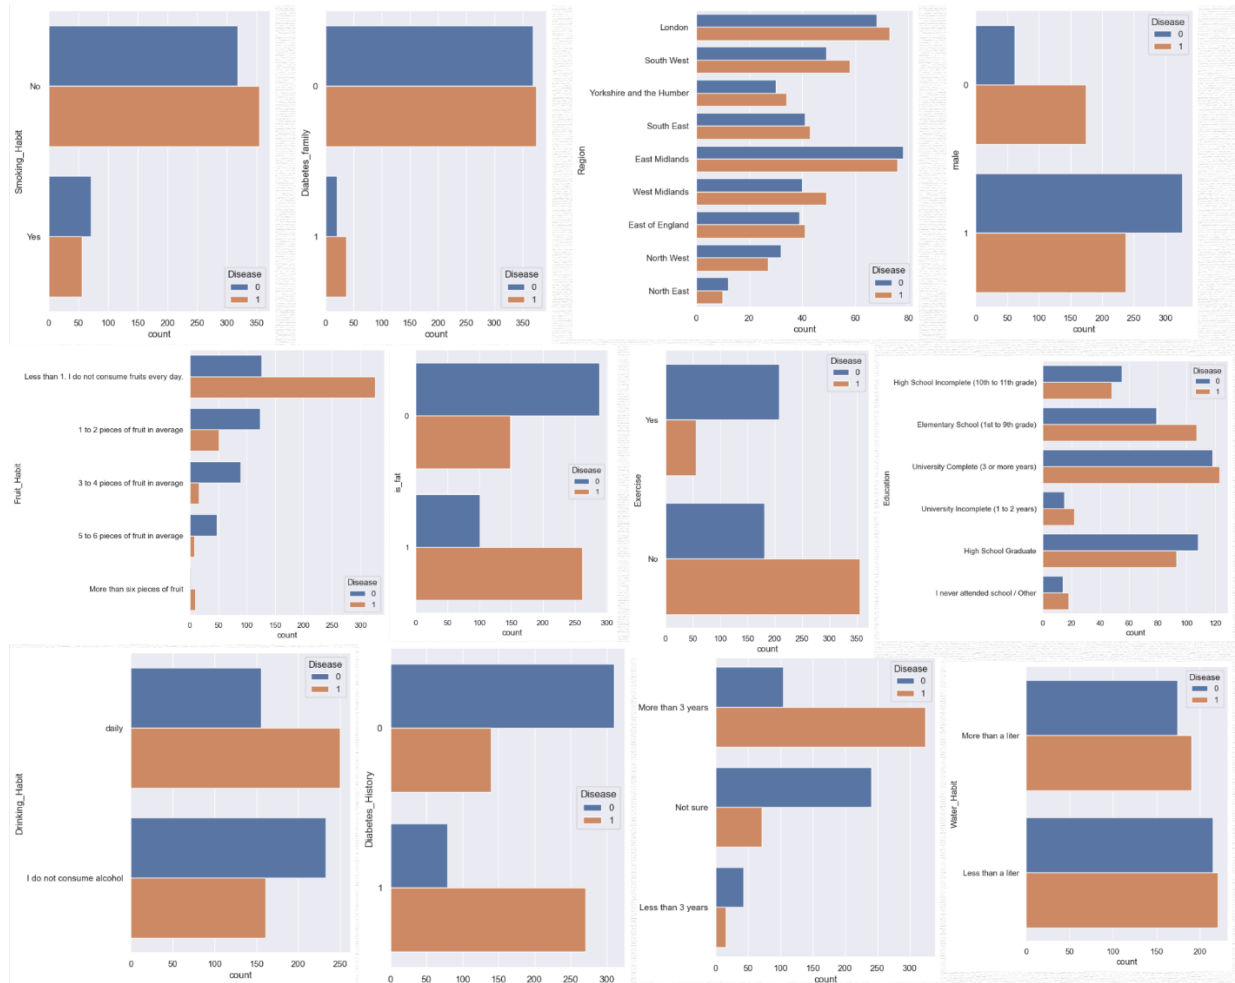 Smoking_Habit
No
Yes
0 50 100 150 200 250 300 350
count
Disease
0
1
Diabetes_family
0
1
0 50 100 150 200 250 300 350
count
Disease
0
1
Region
London
South West
Yorkshire and the Humber
South East
East Midlands
West Midlands
East of England
North West
North East
0 20 40 60 80
count
Disease
0
1
male
0
1
0 50 100 150 200 250 300
count
Disease
0
1
Fruit_Habit
Less than 1. I do not consume fruits every day.
1 to 2 pieces of fruit in average
3 to 4 pieces of fruit in average
5 to 6 pieces of fruit in average
More than six pieces of fruit
0 50 100 150 200 250 300
count
Disease
0
1
is_fat
0
1
0 50 100 150 200 250 300
count
Disease
0
1
Exercise
Yes
No
0 50 100 150 200 250 300 350
count
Disease
0
1
Education
High School Incomplete (10th to 11th grade)
Elementary School (1st to 9th grade)
University Complete (3 or more years)
University Incomplete (1 to 2 years)
High School Graduate
I never attended school / Other
0 20 40 60 80 100 120
count
Disease
0
1
Drinking_Habit
daily
I do not consume alcohol
0 50 100 150 200 250
count
Disease
0
1
Diabetes_History
0
1
0 50 100 150 200 250 300
count
Disease
0
1
More than 3 years
Not sure
Less than 3 years
0 50 100 150 200 250 300
count
Disease
0
1
Water_Habit
More than a liter
Less than a liter
0 50 100 150 200
count
Disease
0
1